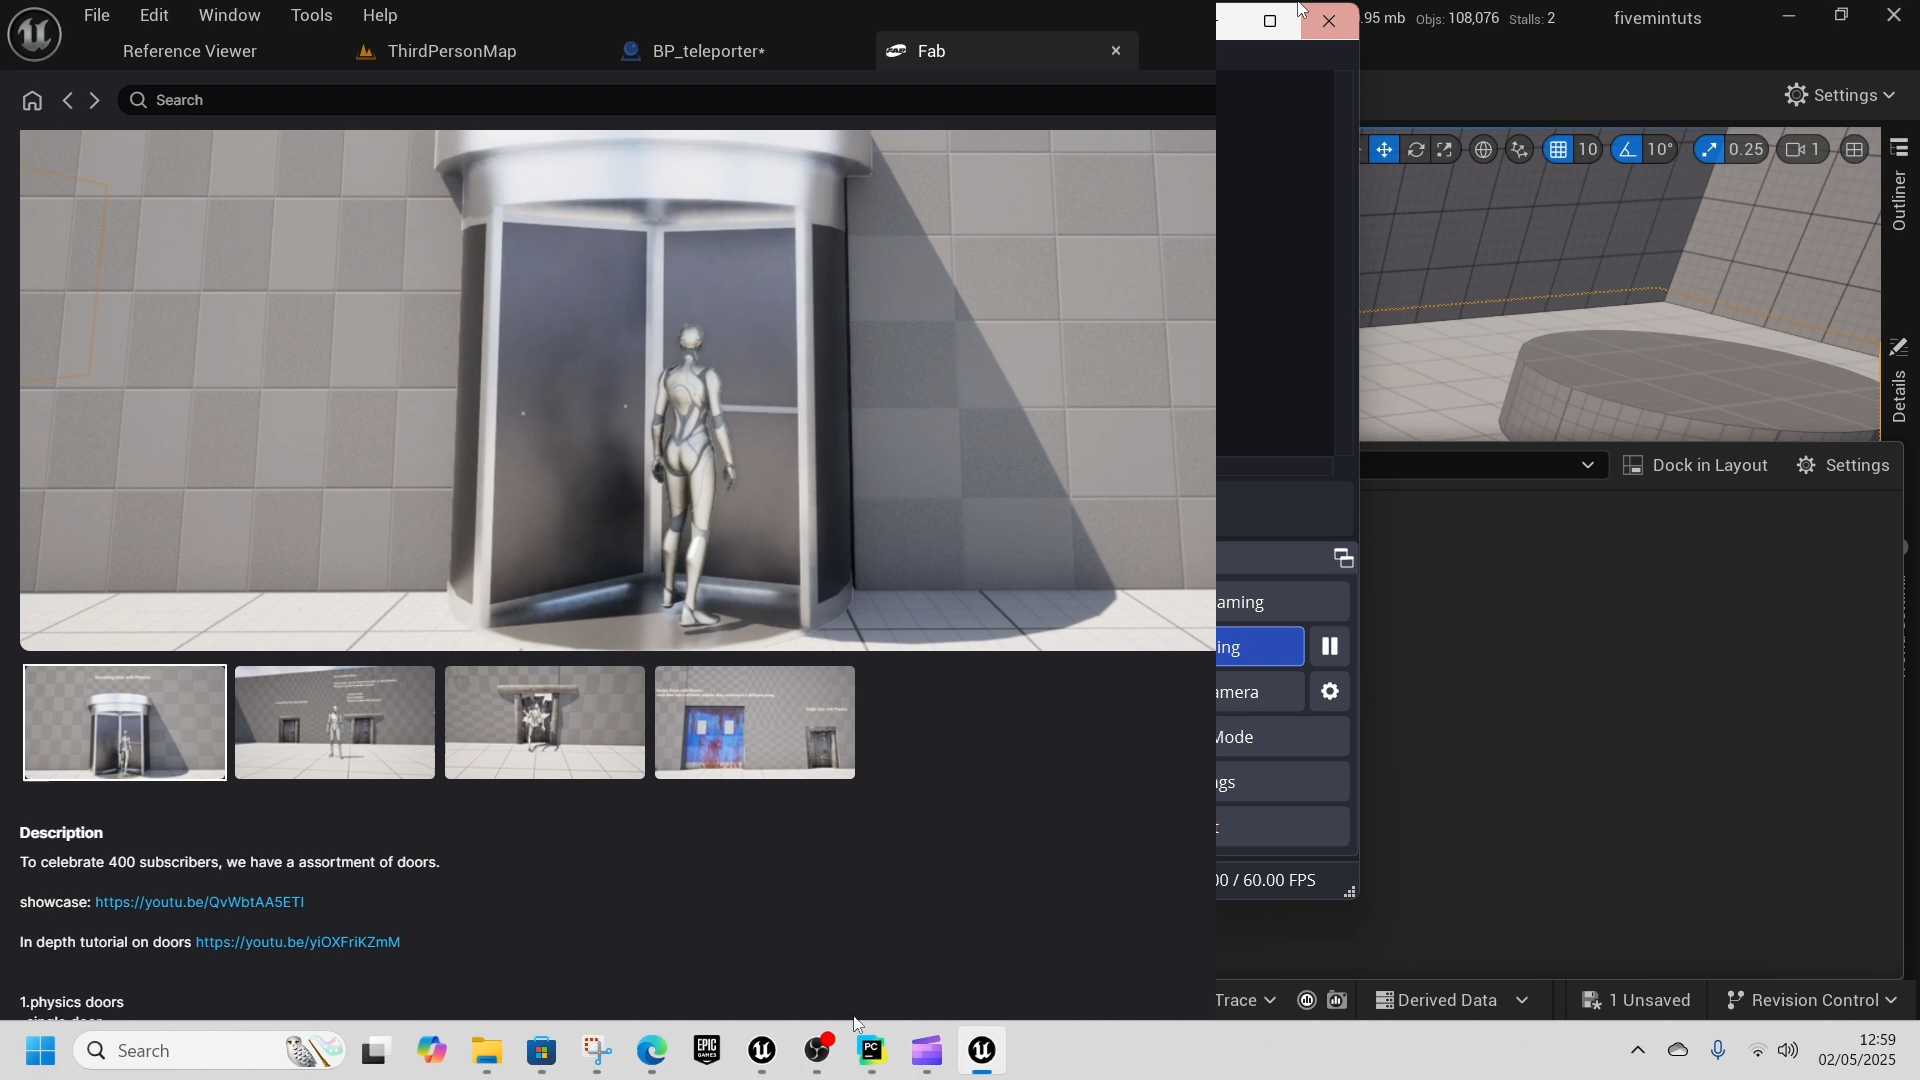 File Edit Window Tools Help
.95 mb Objs: 108,076 Stalls: 2 fivemintuts
Reference Viewer ThirdPersonMap BP_teleporter* Fab
Search
Settings
10 10° 0.25 1
Outliner
Details
Dock in Layout Settings
aming
ing
amera
Mode
gs
t
00 / 60.00 FPS
Description
To celebrate 400 subscribers, we have a assortment of doors.
showcase: https://youtu.be/QvWbtAA5ETI
In depth tutorial on doors https://youtu.be/yiOXFriKZmM
1.physics doors
Trace Derived Data 1 Unsaved Revision Control
Search
EPIC GAMES
PC
12:59
02/05/2025